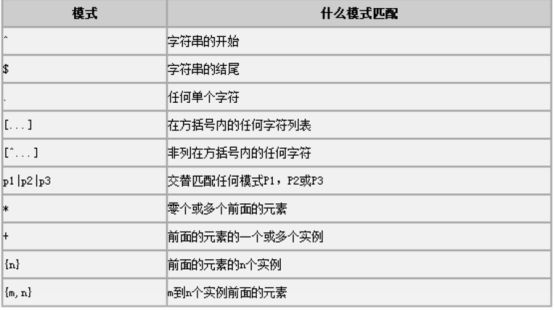 模式 什么模式匹配
^ 字符串的开始
$ 字符串的结尾
. 任何单个字符
[...] 在方括号内的任何字符列表
[^...] 非列在方括号内的任何字符
p1|p2|p3 交替匹配任何模式P1，P2或P3
* 零个或多个前面的元素
+ 前面的元素的一个或多个实例
{n} 前面的元素的n个实例
{m,n} m到n个实例前面的元素